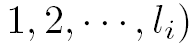 1, 2, ⋯, l_i)